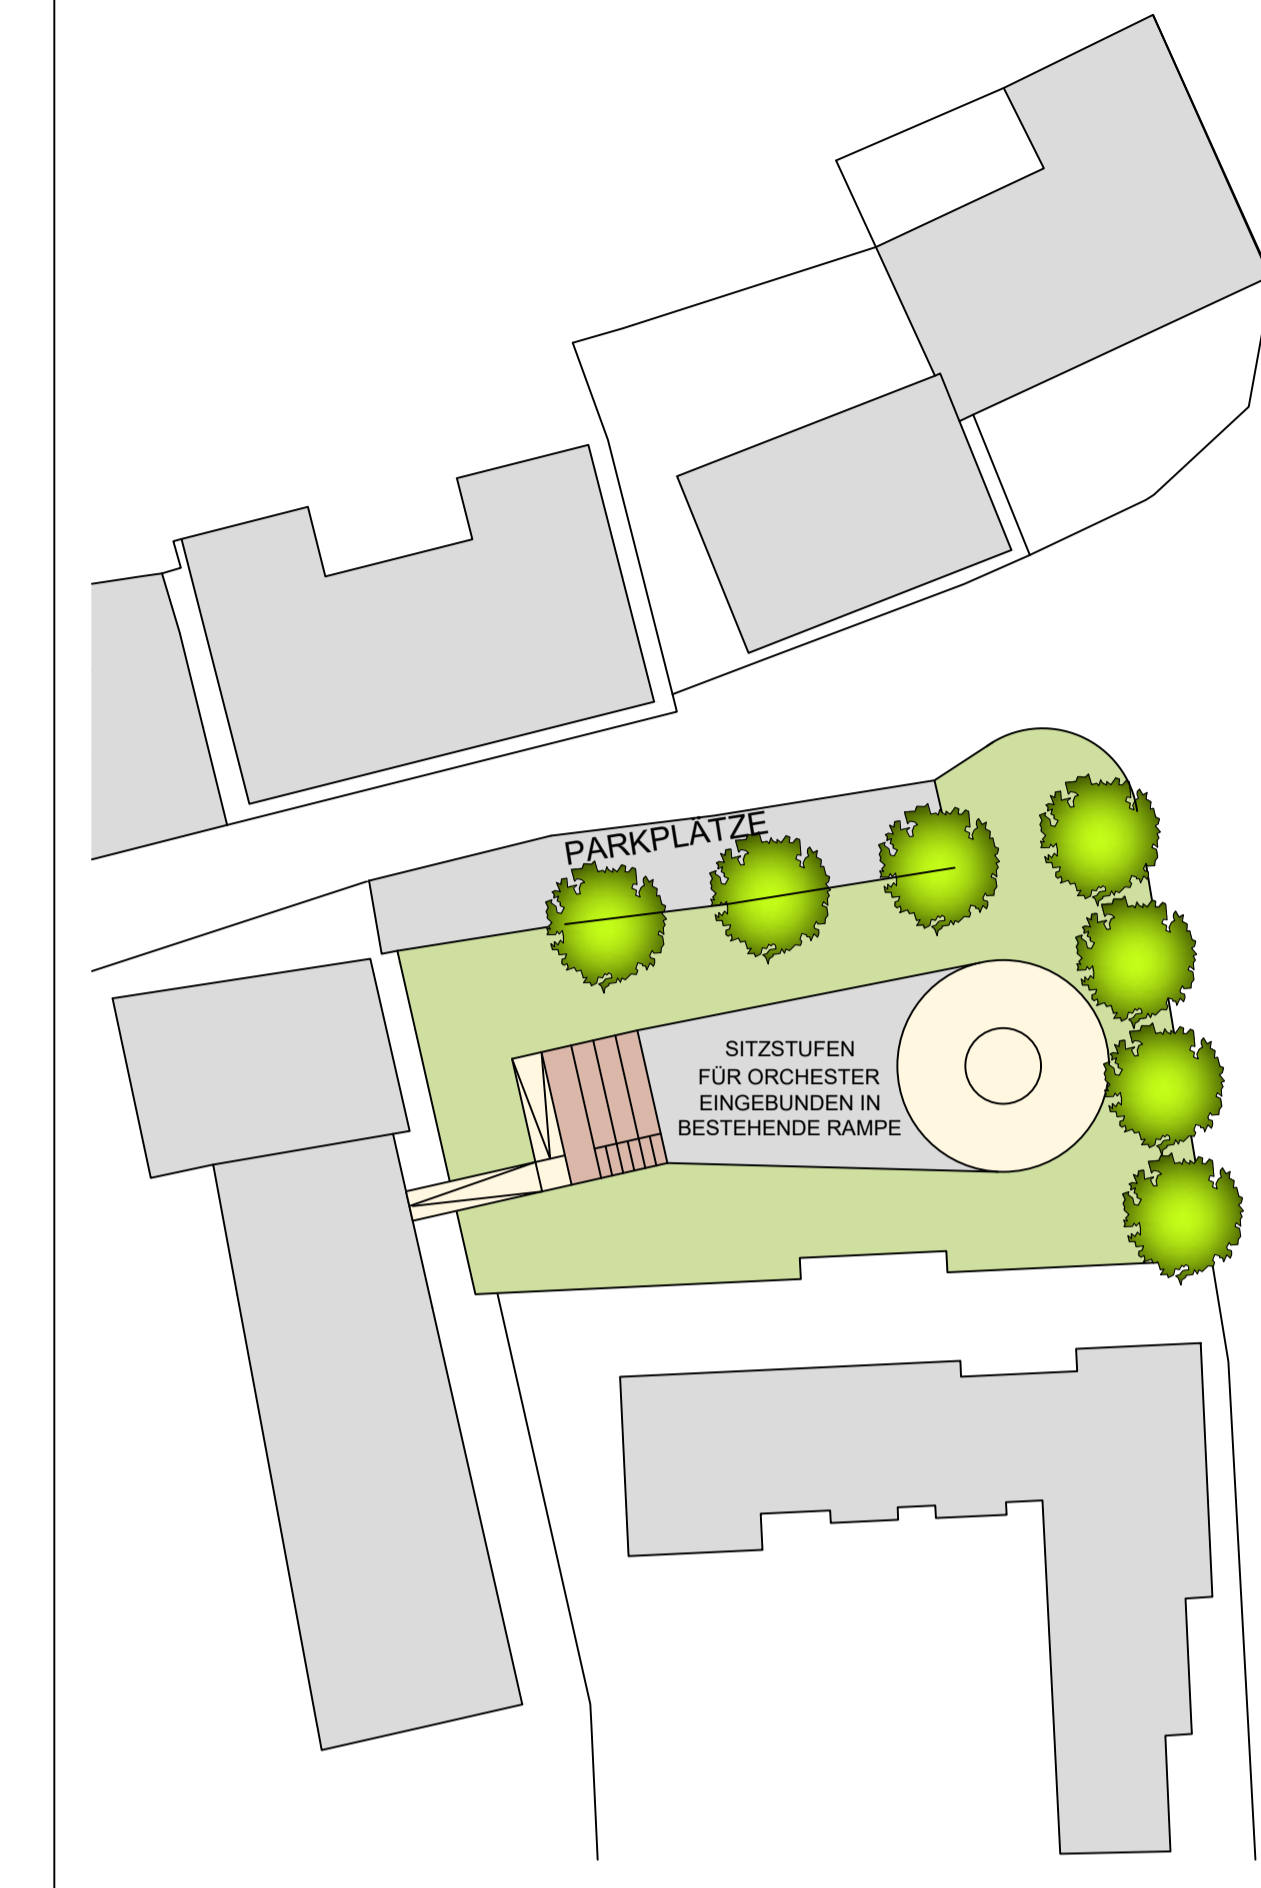 PARKPLÄTZE
SITZSTUFEN
FÜR ORCHESTER
EINGEBUNDEN IN
BESTEHENDE RAMPE